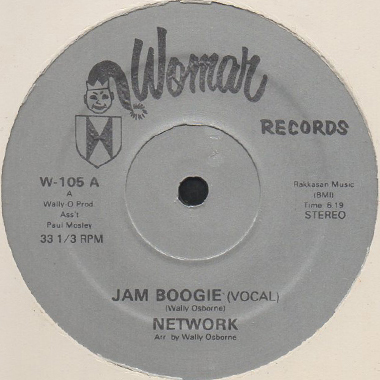 Womar
RECORDS
W-105 A
A
Wally O Prod.
Ass't
Paul Mosley
33 1/3 RPM
Rakkasan Music
(BMI)
Time: 6:19
STEREO
JAM BOOGIE (VOCAL)
(Wally Osborne)
NETWORK
Arr. by Wally Osborne